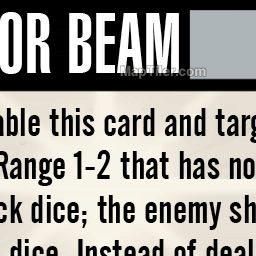 OR BEAM
MapTiler.com
able this card and targ
Range 1-2 that has no
ck dice; the enemy sh
dice. Instead of deal